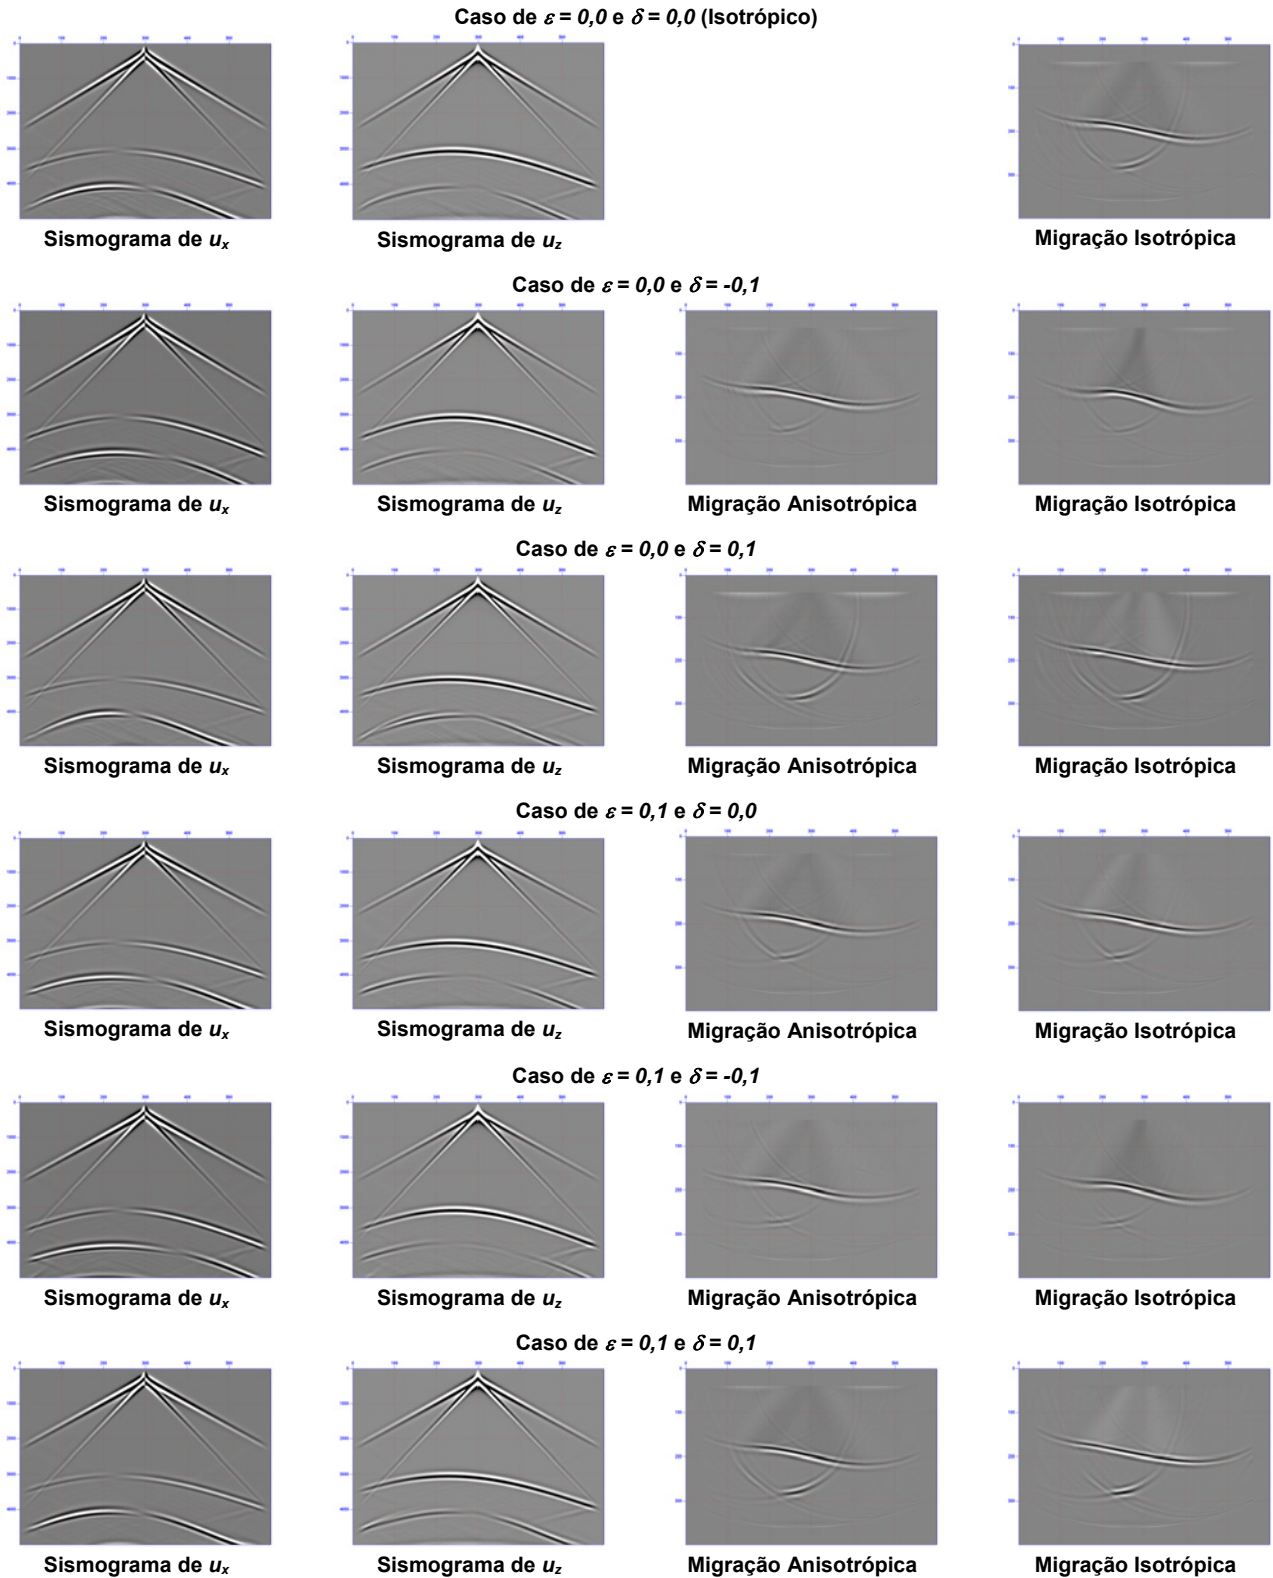 Caso de ε = 0,0 e δ = 0,0 (Isotrópico)
Sismograma de uₓ
Sismograma de u_z
Migração Isotrópica
Caso de ε = 0,0 e δ = -0,1
Sismograma de uₓ
Sismograma de u_z
Migração Anisotrópica
Migração Isotrópica
Caso de ε = 0,0 e δ = 0,1
Sismograma de uₓ
Sismograma de u_z
Migração Anisotrópica
Migração Isotrópica
Caso de ε = 0,1 e δ = 0,0
Sismograma de uₓ
Sismograma de u_z
Migração Anisotrópica
Migração Isotrópica
Caso de ε = 0,1 e δ = -0,1
Sismograma de uₓ
Sismograma de u_z
Migração Anisotrópica
Migração Isotrópica
Caso de ε = 0,1 e δ = 0,1
Sismograma de uₓ
Sismograma de u_z
Migração Anisotrópica
Migração Isotrópica